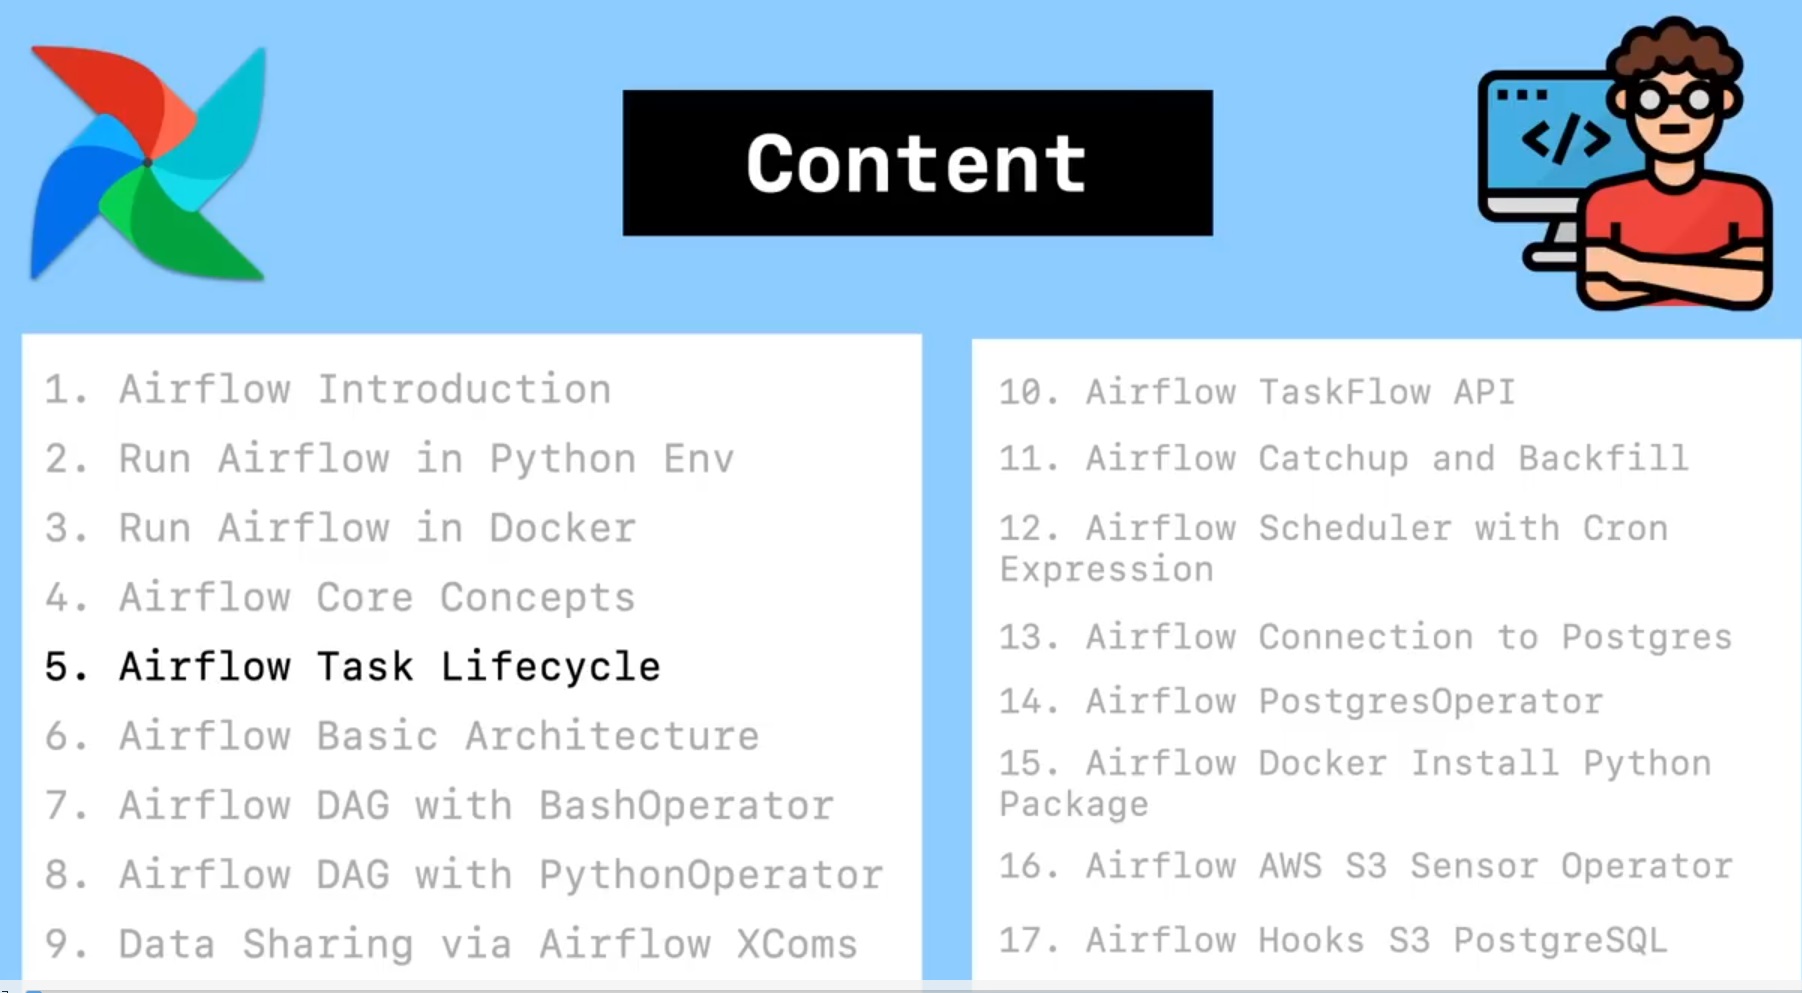 Content
</>
1. Airflow Introduction
2. Run Airflow in Python Env
3. Run Airflow in Docker
4. Airflow Core Concepts
5. Airflow Task Lifecycle
6. Airflow Basic Architecture
7. Airflow DAG with BashOperator
8. Airflow DAG with PythonOperator
9. Data Sharing via Airflow XComs
10. Airflow TaskFlow API
11. Airflow Catchup and Backfill
12. Airflow Scheduler with Cron
Expression
13. Airflow Connection to Postgres
14. Airflow PostgresOperator
15. Airflow Docker Install Python
Package
16. Airflow AWS S3 Sensor Operator
17. Airflow Hooks S3 PostgreSQL